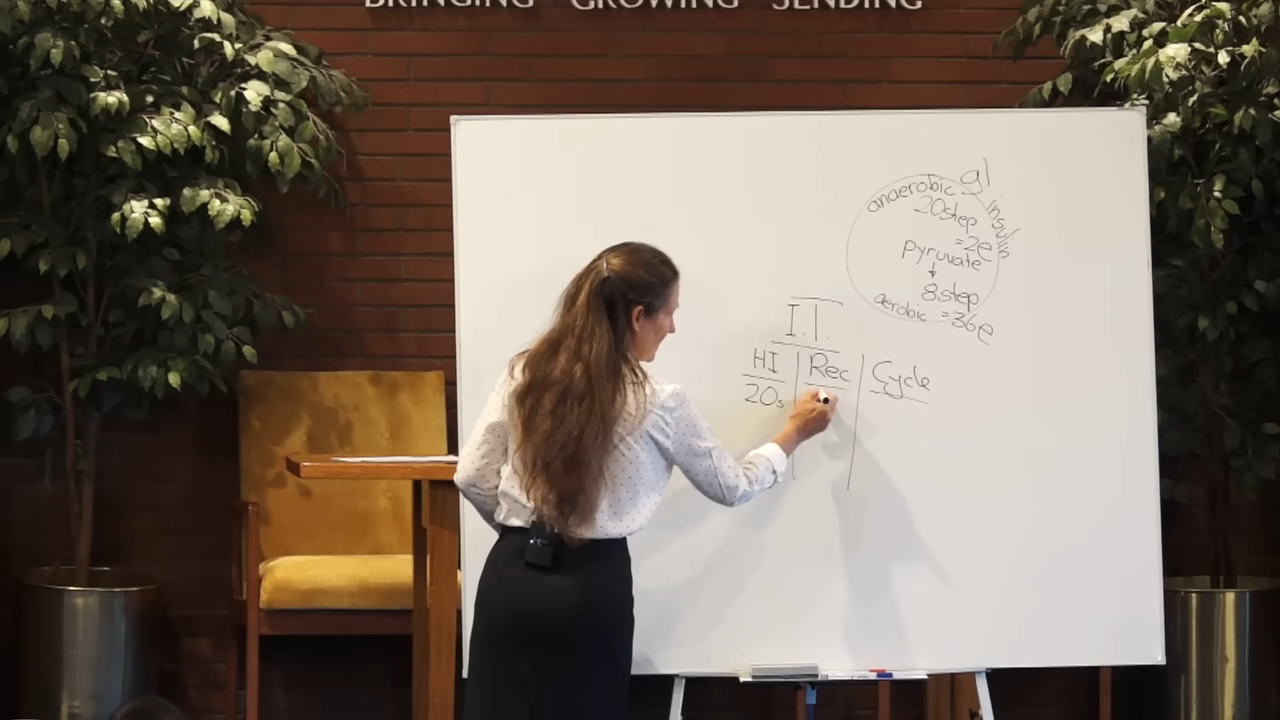 BRINGING GROWING SENDING
anaerobic gl
20step insulin
=2e
pyruvate
↓
8step
aerobic =36e
I.T.
HI Rec Cycle
20s